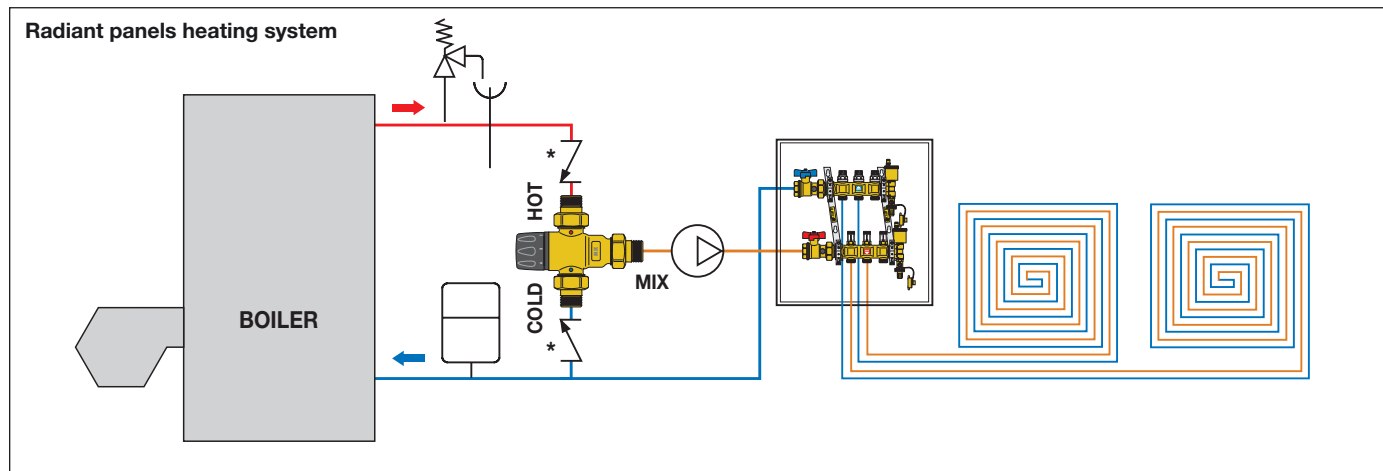 Radiant panels heating system
*
HOT
BOILER
MIX
COLD
*